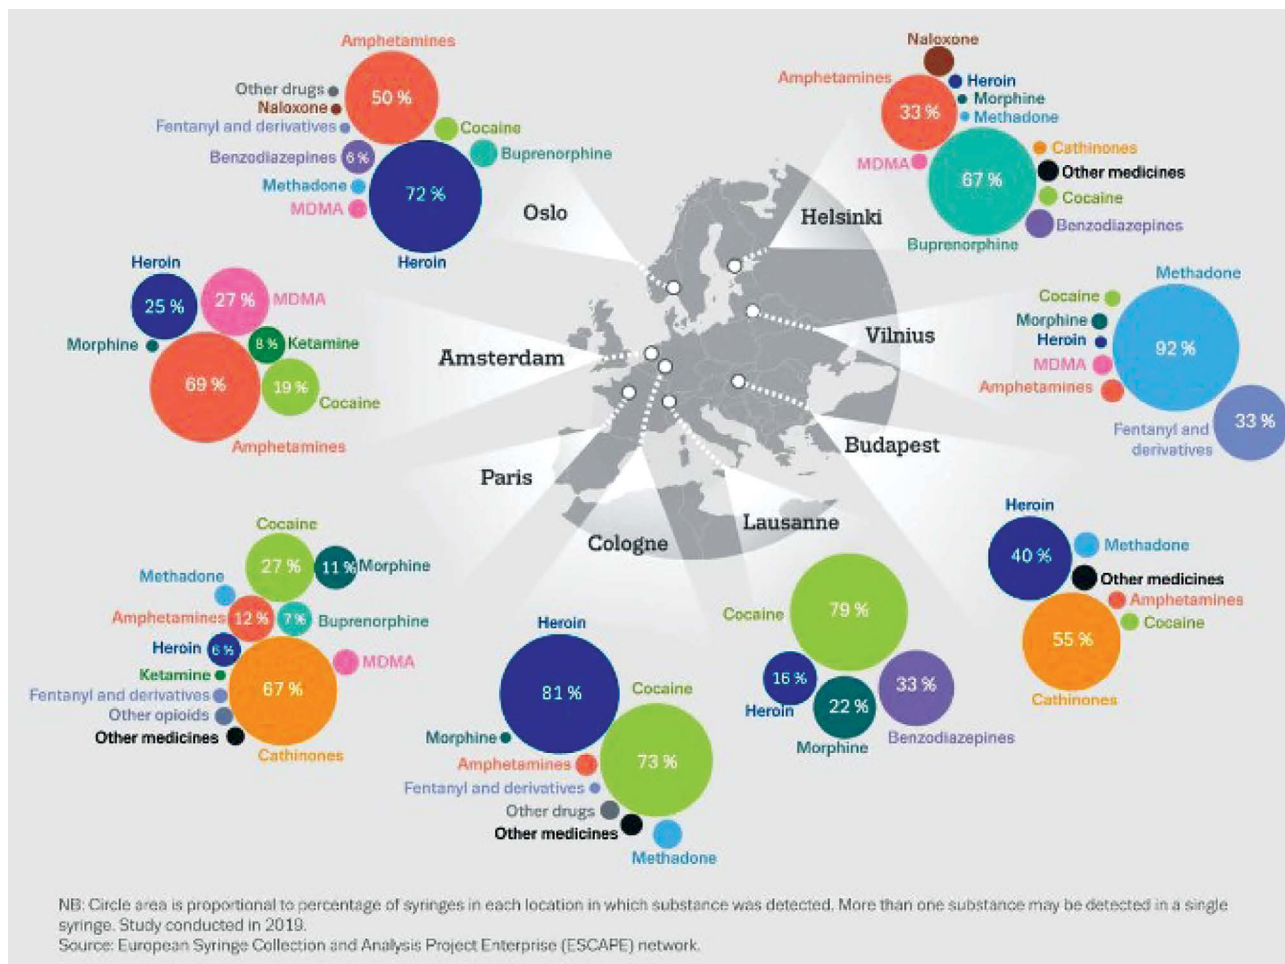 Amphetamines
50 %
Other drugs
Naloxone
Fentanyl and derivatives
Cocaine
Benzodiazepines
6 %
Buprenorphine
Methadone
72 %
MDMA
Heroin
Oslo
Naloxone
Amphetamines
Heroin
Morphine
33 %
Methadone
Cathinones
MDMA
Other medicines
67 %
Cocaine
Benzodiazepines
Buprenorphine
Helsinki
Heroin
25 %
27 %
MDMA
Morphine
8 %
Ketamine
69 %
19 %
Cocaine
Amphetamines
Amsterdam
Methadone
Cocaine
Morphine
Heroin
92 %
MDMA
Amphetamines
Fentanyl and
derivatives
33 %
Vilnius
Budapest
Paris
Cologne
Lausanne
Cocaine
27 %
11 %
Morphine
Methadone
Amphetamines
12 %
7 %
Buprenorphine
Heroin
6 %
MDMA
Ketamine
67 %
Fentanyl and derivatives
Other opioids
Other medicines
Cathinones
Heroin
81 %
Cocaine
Morphine
73 %
Amphetamines
Fentanyl and derivatives
Other drugs
Other medicines
Methadone
Cocaine
79 %
16 %
33 %
Heroin
22 %
Benzodiazepines
Morphine
Heroin
40 %
Methadone
Other medicines
Amphetamines
Cocaine
55 %
Cathinones
NB: Circle area is proportional to percentage of syringes in each location in which substance was detected. More than one substance may be detected in a single
syringe. Study conducted in 2019.
Source: European Syringe Collection and Analysis Project Enterprise (ESCAPE) network.